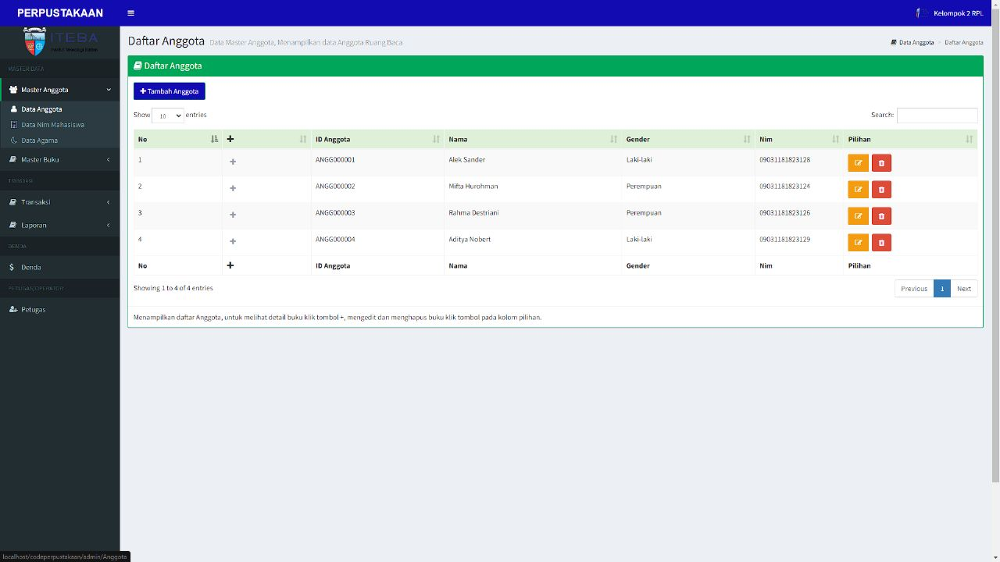 PERPUSTAKAAN
Kelompok 2 RPL
ITEBA
Institut Teknologi Batam
MASTER DATA
Master Anggota
Data Anggota
Data Nim Mahasiswa
Data Agama
Master Buku
Transaksi
Transaksi
Laporan
DENDA
$ Denda
PETUGAS/OPERATOR
Petugas
Daftar Anggota Data Master Anggota, Menampilkan data Anggota Ruang Baca
Data Anggota > Daftar Anggota
Daftar Anggota
+ Tambah Anggota
Show 10 entries
Search:
No + ID Anggota Nama Gender Nim Pilihan
1 + ANGG000001 Alek Sander Laki-laki 09031181823128
2 + ANGG000002 Mifta Hurohman Perempuan 09031181823124
3 + ANGG000003 Rahma Destriani Perempuan 09031181823126
4 + ANGG000004 Aditya Nobert Laki-laki 09031181823129
No + ID Anggota Nama Gender Nim Pilihan
Showing 1 to 4 of 4 entries
Previous 1 Next
Menampilkan daftar Anggota, untuk melihat detail buku klik tombol +, mengedit dan menghapus buku klik tombol pada kolom pilihan.
localhost/codeperpustakaan/admin/Anggota